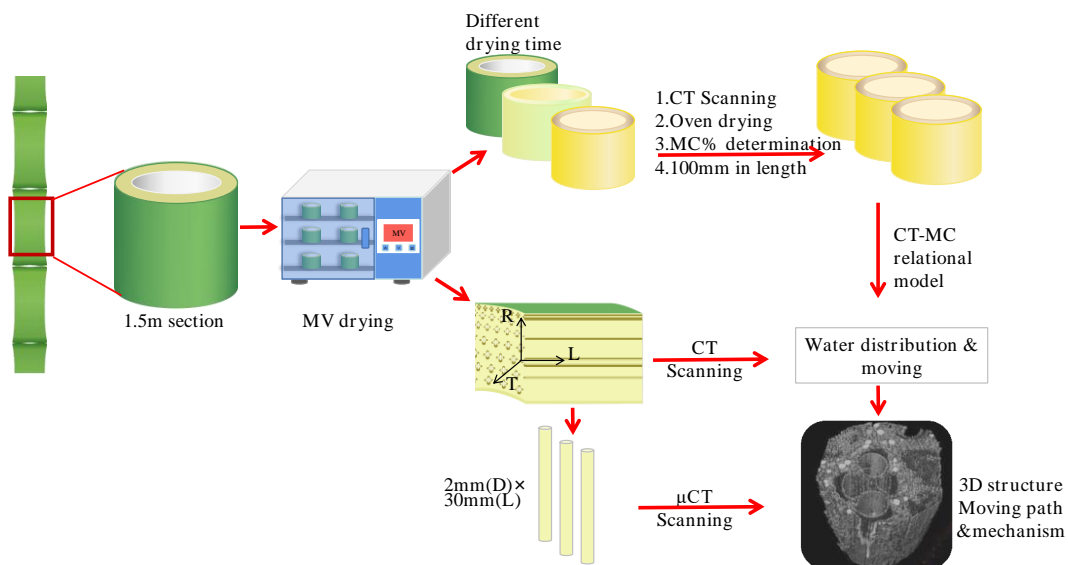 Different
drying time
1.CT Scanning
2.Oven drying
3.MC% determination
4.100mm in length
MV
1.5m section
MV drying
CT-MC
relational
model
R
L
T
CT
Scanning
Water distribution &
moving
2mm(D)×
30mm(L)
μCT
Scanning
3D structure
Moving path
&mechanism